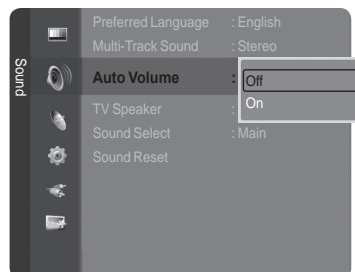 Sound
Preferred Language : English
Multi-Track Sound : Stereo
Auto Volume :
Off
On
TV Speaker :
Sound Select : Main
Sound Reset